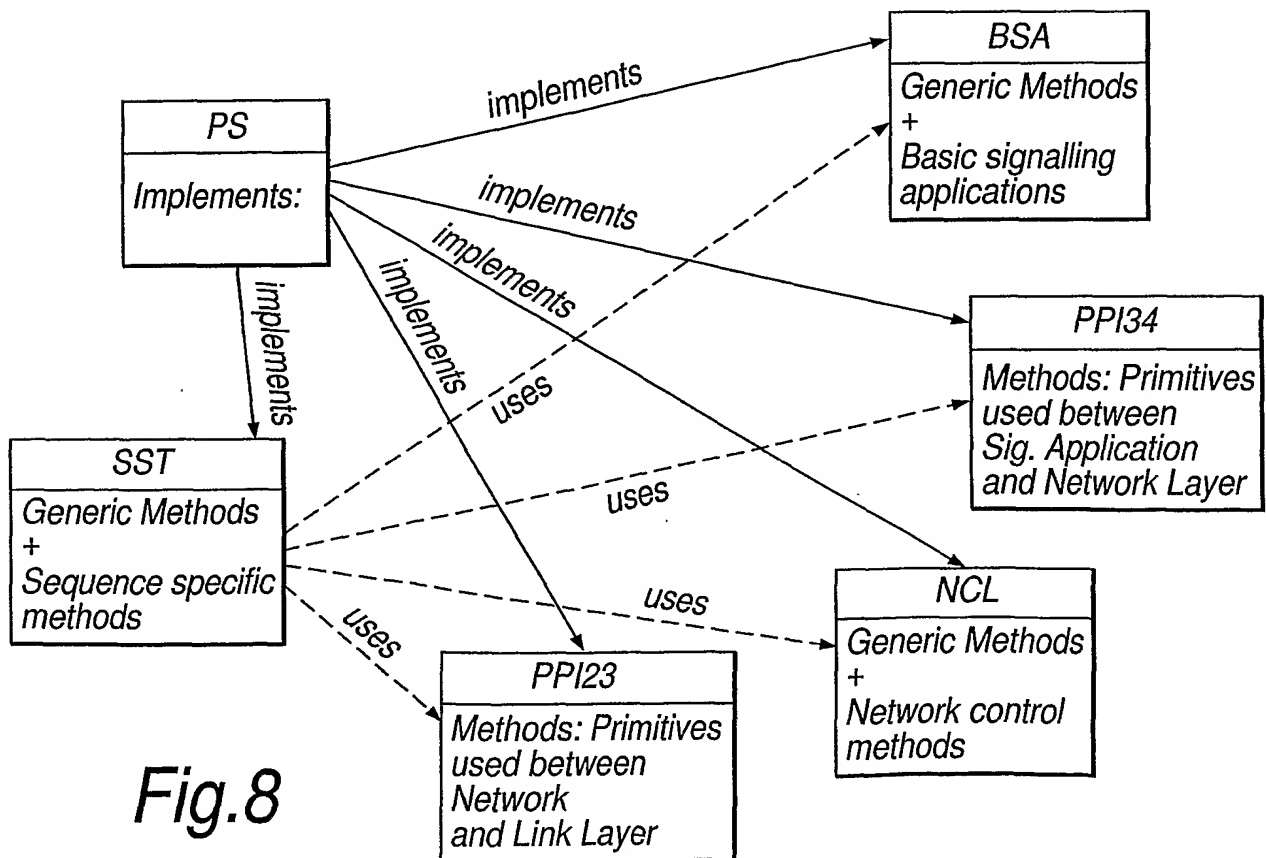 BSA
Generic Methods
+
Basic signalling
applications
PS
Implements:
implements
implements
implements
implements
implements
PPI34
Methods: Primitives
used between
Sig. Application
and Network Layer
uses
uses
uses
uses
SST
Generic Methods
+
Sequence specific
methods
NCL
Generic Methods
+
Network control
methods
PPI23
Methods: Primitives
used between
Network
and Link Layer
Fig.8